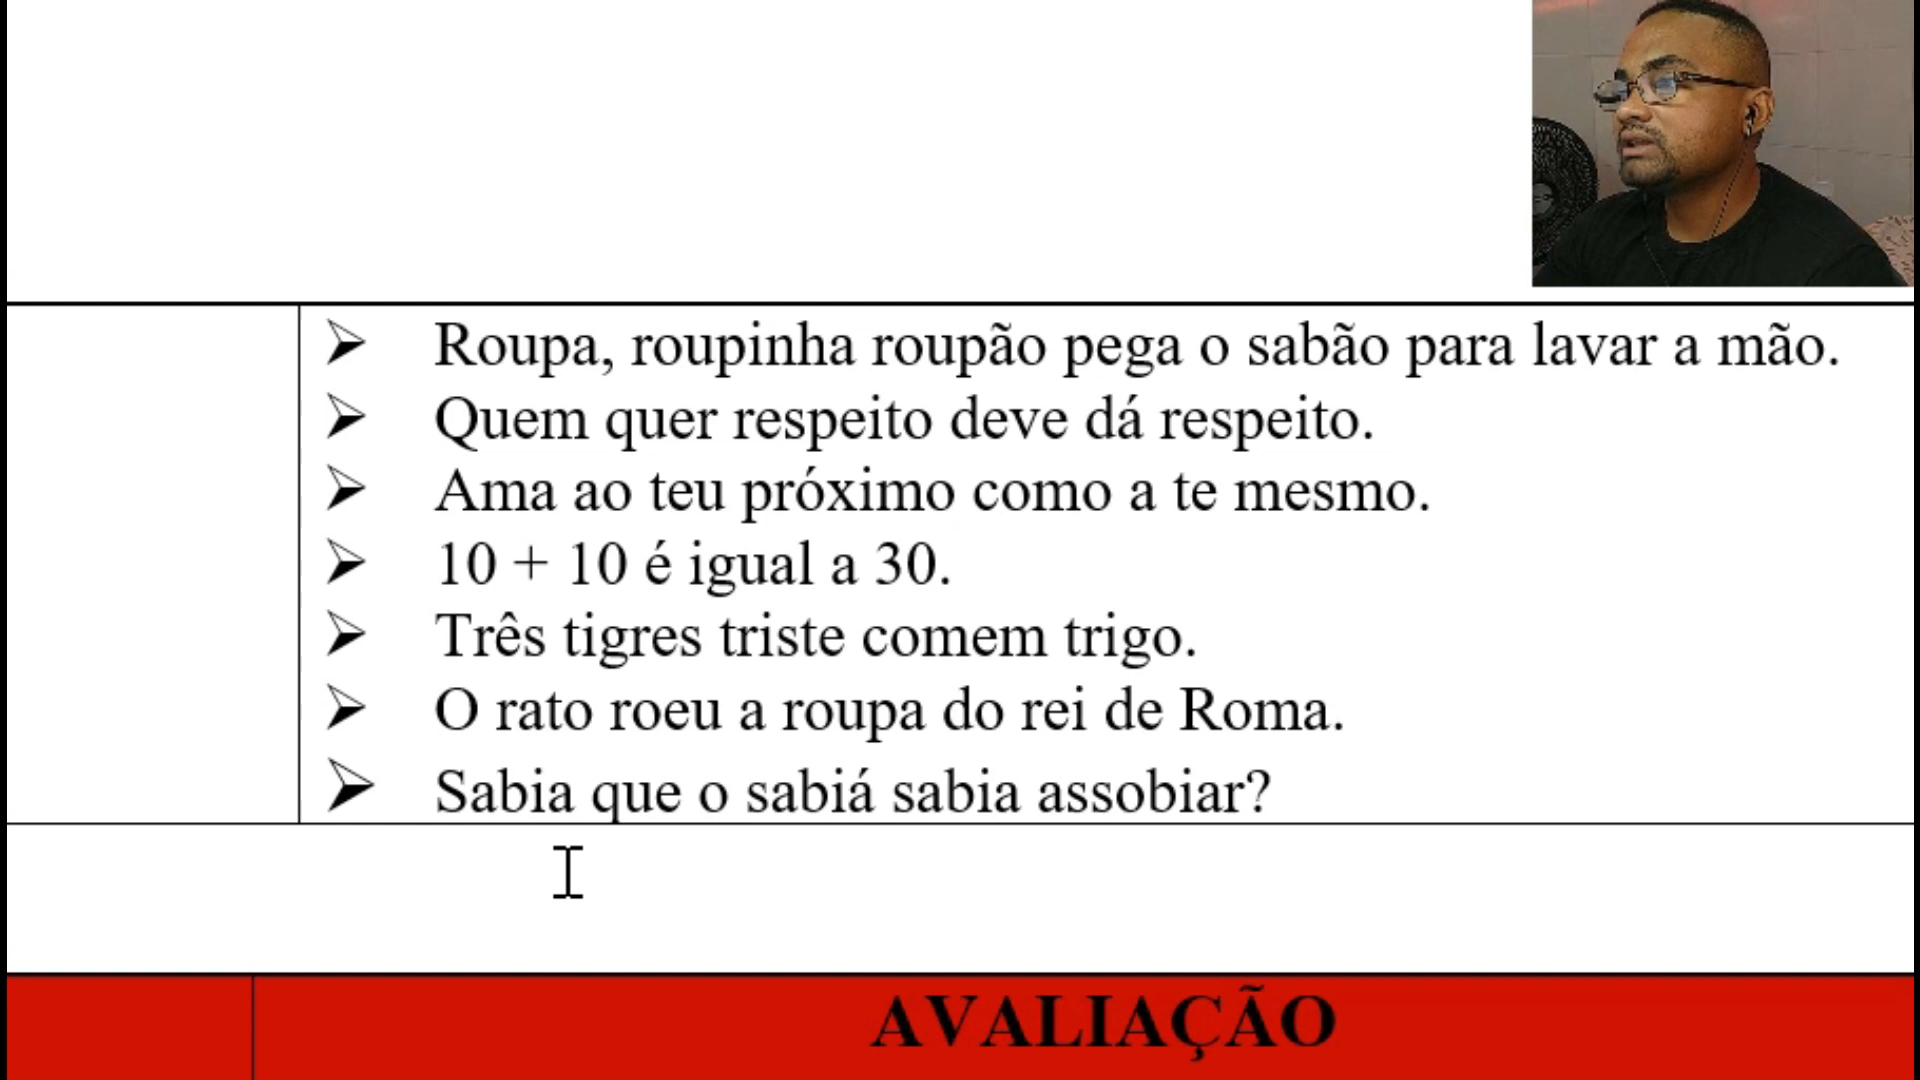 Roupa, roupinha roupão pega o sabão para lavar a mão.
Quem quer respeito deve dá respeito.
Ama ao teu próximo como a te mesmo.
10 + 10 é igual a 30.
Três tigres triste comem trigo.
O rato roeu a roupa do rei de Roma.
Sabia que o sabiá sabia assobiar?
AVALIAÇÃO